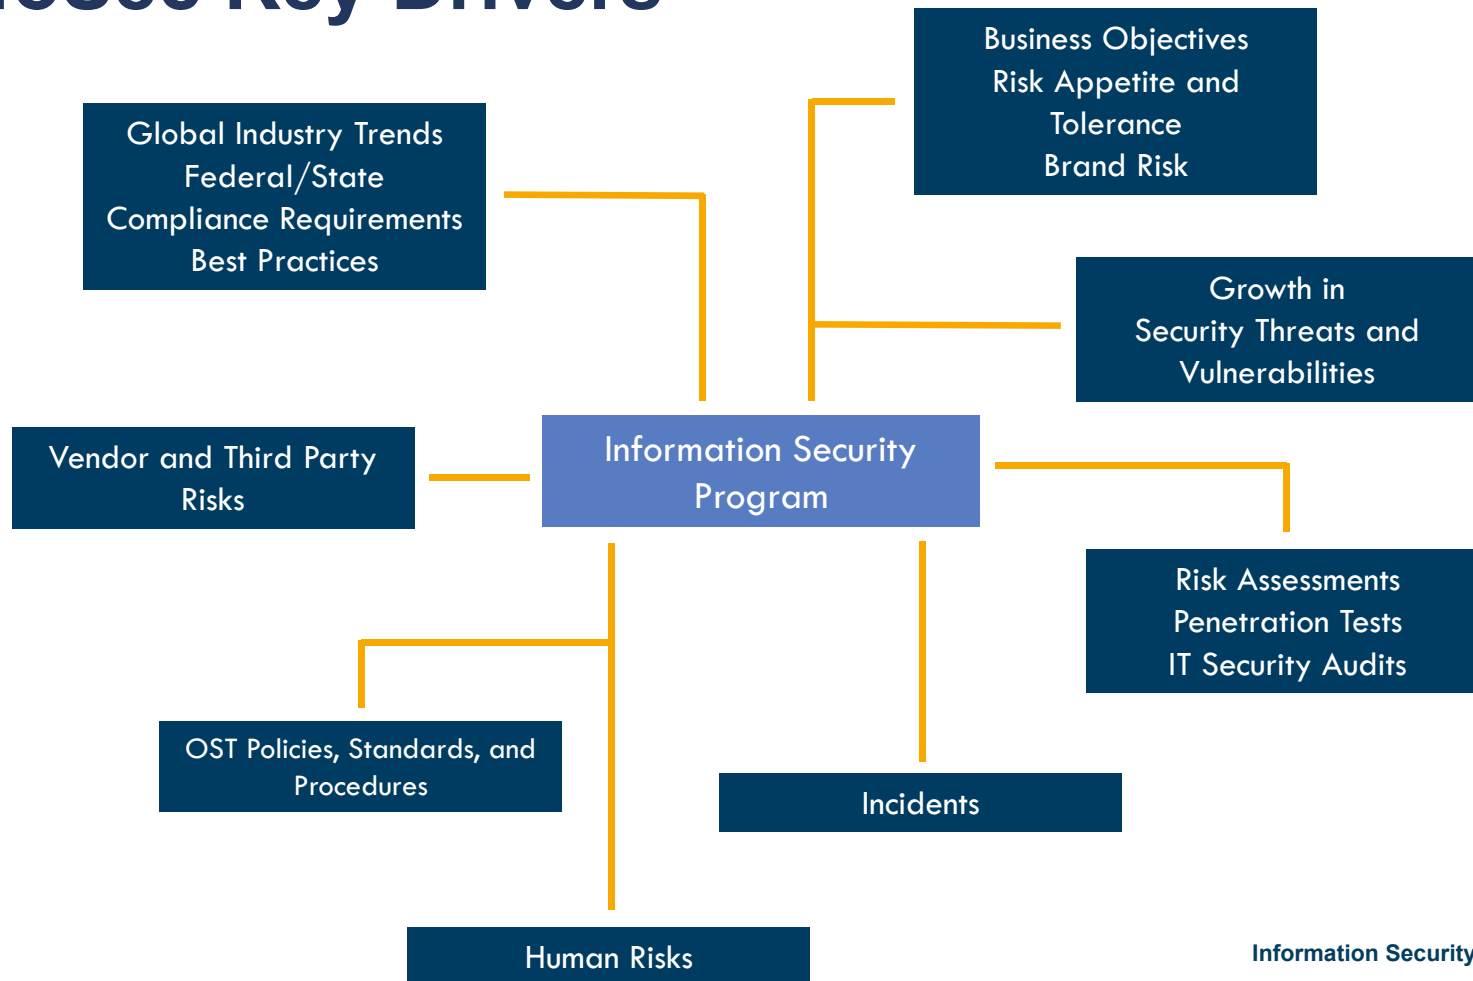 Key Drivers
Business Objectives
Risk Appetite and
Tolerance
Brand Risk
Global Industry Trends
Federal/State
Compliance Requirements
Best Practices
Growth in
Security Threats and
Vulnerabilities
Information Security
Program
Vendor and Third Party
Risks
Risk Assessments
Penetration Tests
IT Security Audits
OST Policies, Standards, and
Procedures
Incidents
Human Risks
Information Security